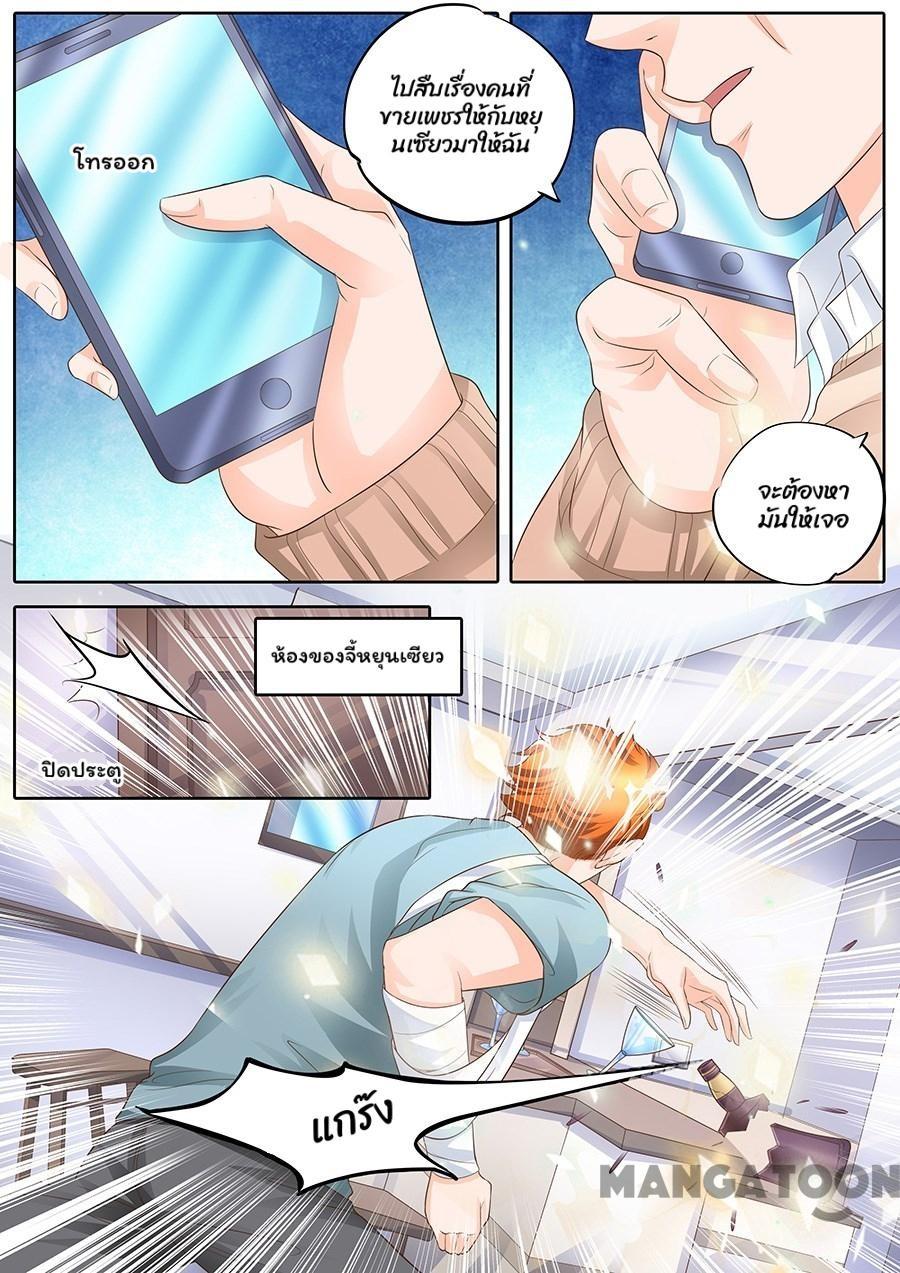 โทรออก
ไปสืบเรื่องคนที่
ขายเพชรให้กับหยุ
นเซียวมาให้ฉัน
จะต้องหา
มันให้เจอ
ห้องของจี้หยุนเซียว
ปิดประตู
แกร๊ง
MANGATOON